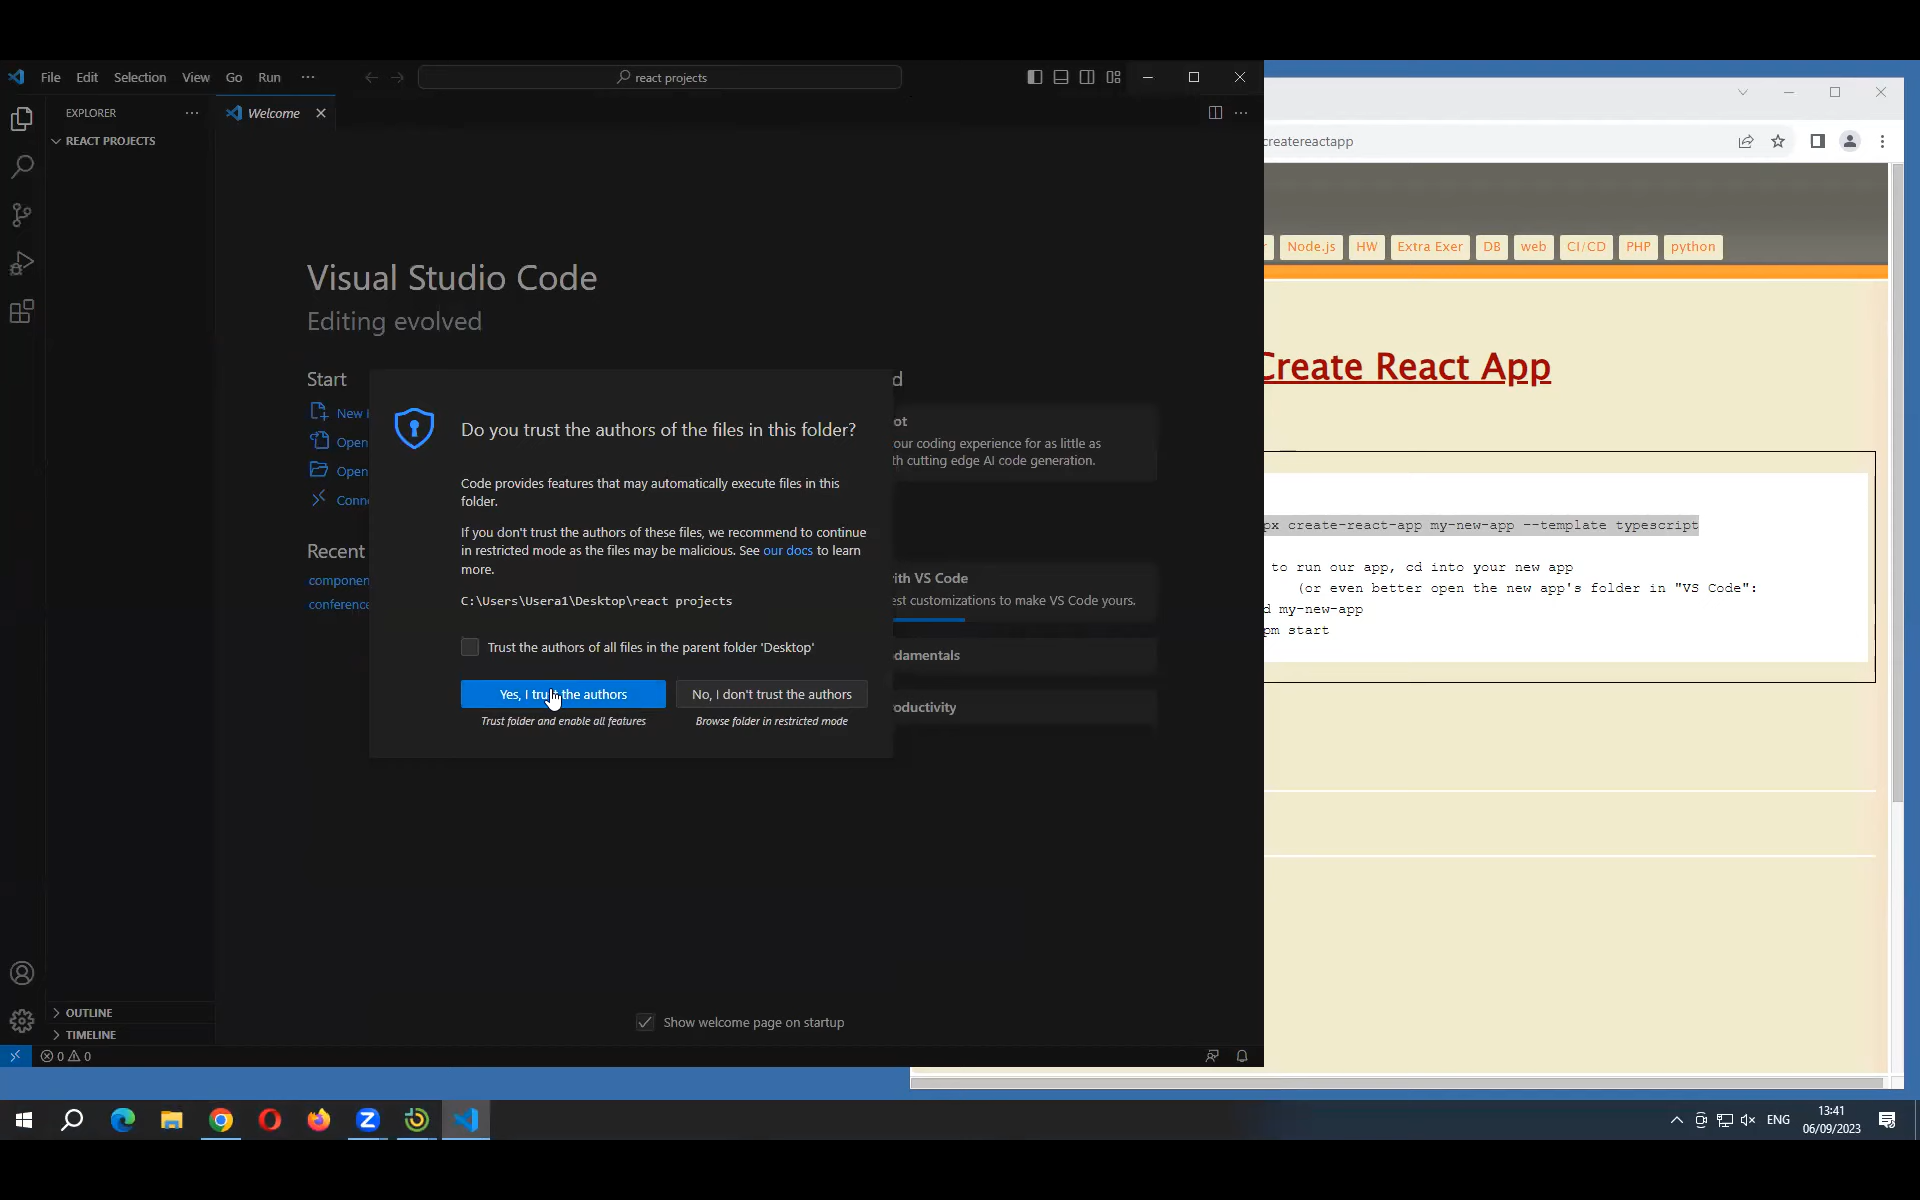 File Edit Selection View Go Run ···
react projects
EXPLORER ···
Welcome
REACT PROJECTS
Visual Studio Code
Editing evolved
Start
New
Open
Open
Conn
Recent
componen
conference
d
ot
our coding experience for as little as
th cutting edge AI code generation.
ith VS Code
est customizations to make VS Code yours.
damentals
oductivity
Do you trust the authors of the files in this folder?
Code provides features that may automatically execute files in this
folder.
If you don't trust the authors of these files, we recommend to continue
in restricted mode as the files may be malicious. See our docs to learn
more.
C:\Users\Usera1\Desktop\react projects
Trust the authors of all files in the parent folder 'Desktop'
Yes, I trust the authors
No, I don't trust the authors
Trust folder and enable all features
Browse folder in restricted mode
Show welcome page on startup
OUTLINE
TIMELINE
0 0
createreactapp
r Node.js HW Extra Exer DB web CI/CD PHP python
Create React App
px create-react-app my-new-app --template typescript
to run our app, cd into your new app
(or even better open the new app's folder in "VS Code":
d my-new-app
pm start
ENG
13:41
06/09/2023